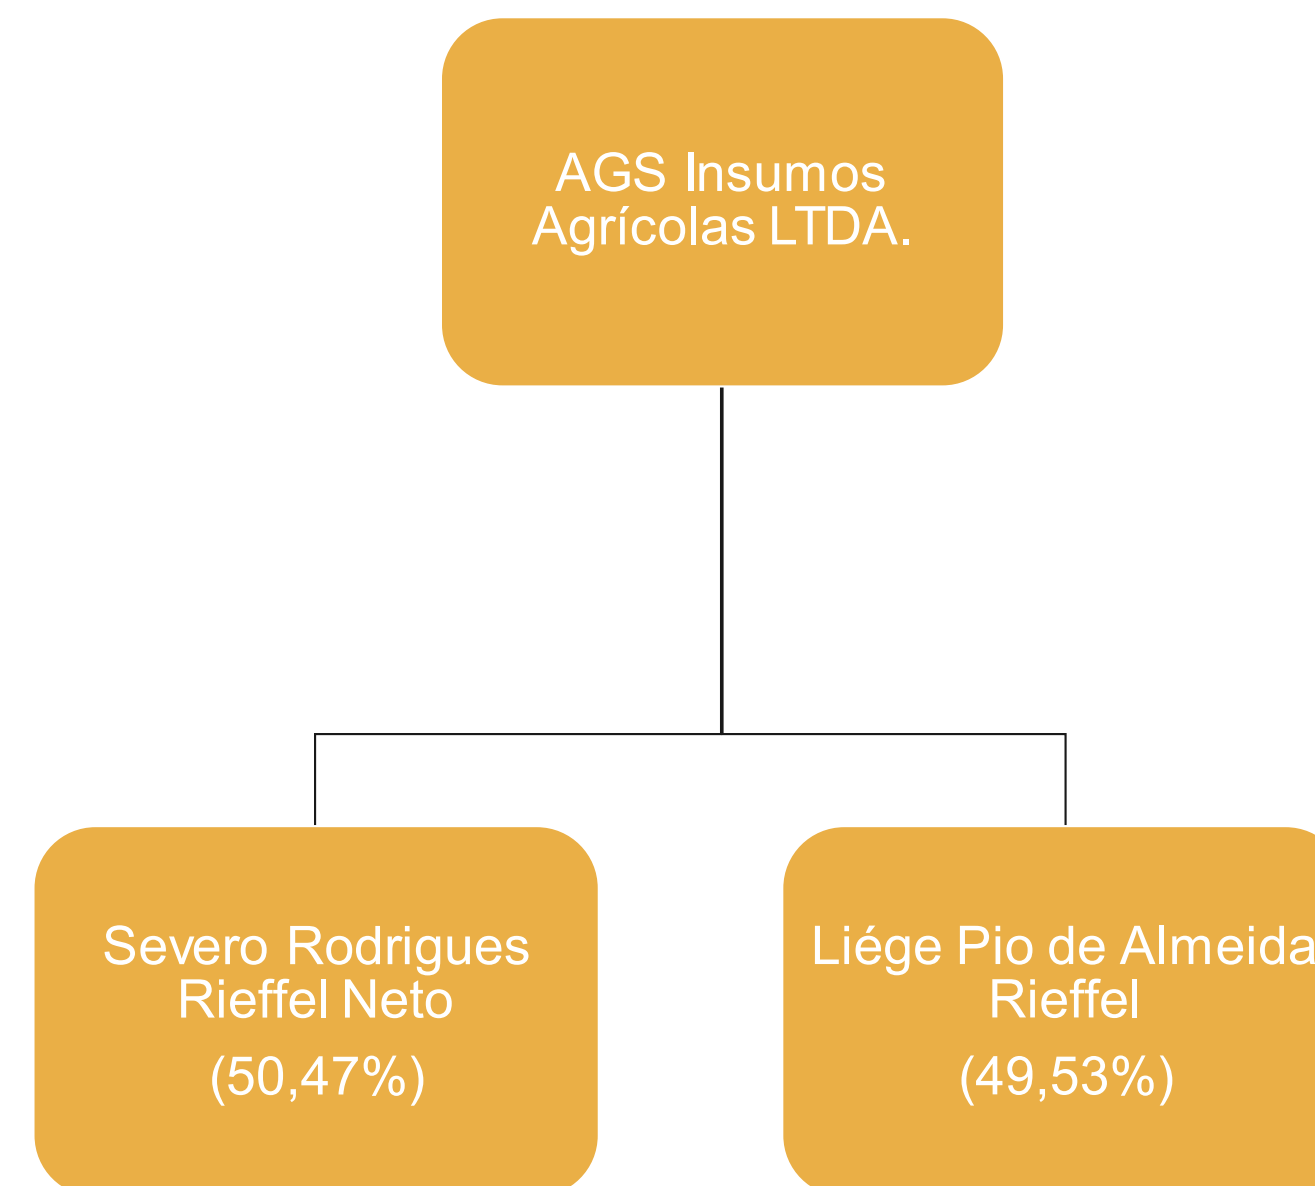 AGS Insumos
Agrícolas LTDA.
Severo Rodrigues
Rieffel Neto
(50,47%)
Liége Pio de Almeida
Rieffel
(49,53%)